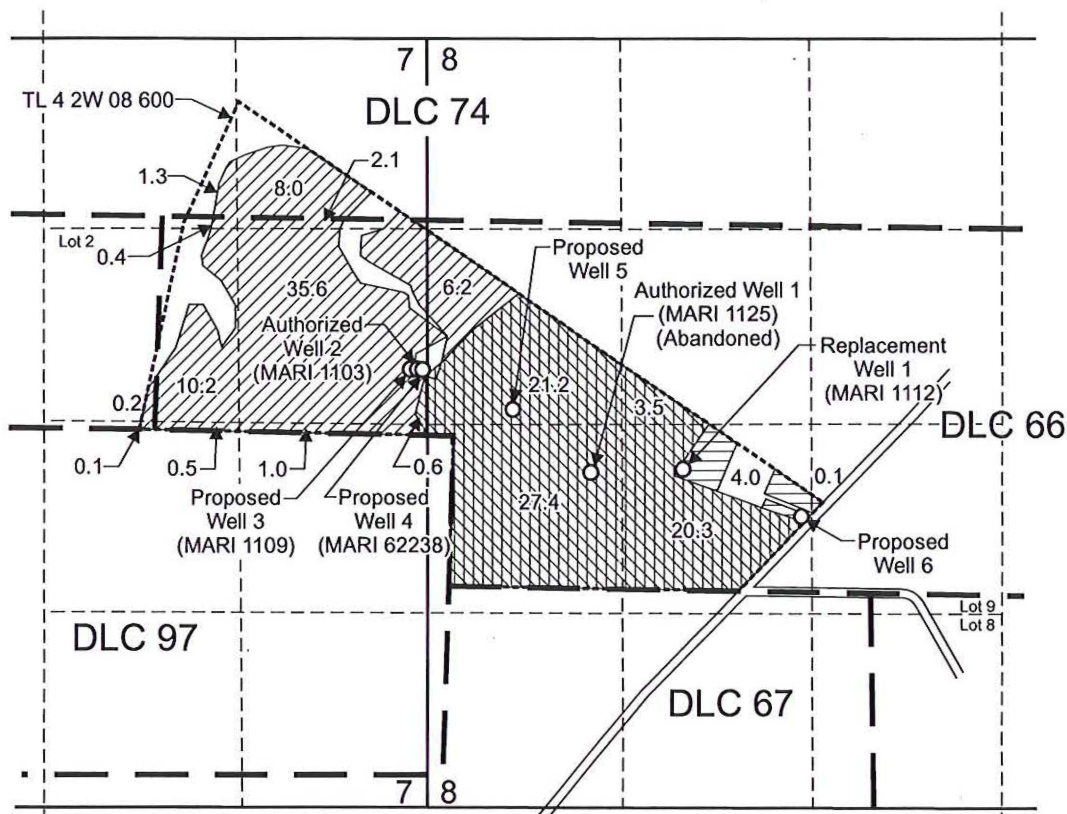 7 8
TL 4 2W 08 600
DLC 74
2.1
1.3
8.0
Lot 2
0.4
Proposed
Well 5
6.2
35.6
Authorized Well 1
(MARI 1125)
(Abandoned)
Authorized
Well 2
(MARI 1103)
Replacement
Well 1
(MARI 1112)
10.2
21.2
3.5
0.2
DLC 66
0.1
0.5
1.0
0.6
4.0
0.1
Proposed
Well 3
(MARI 1109)
Proposed
Well 4
(MARI 62238)
27.4
20.3
Proposed
Well 6
Lot 9
Lot 8
DLC 97
DLC 67
7 8